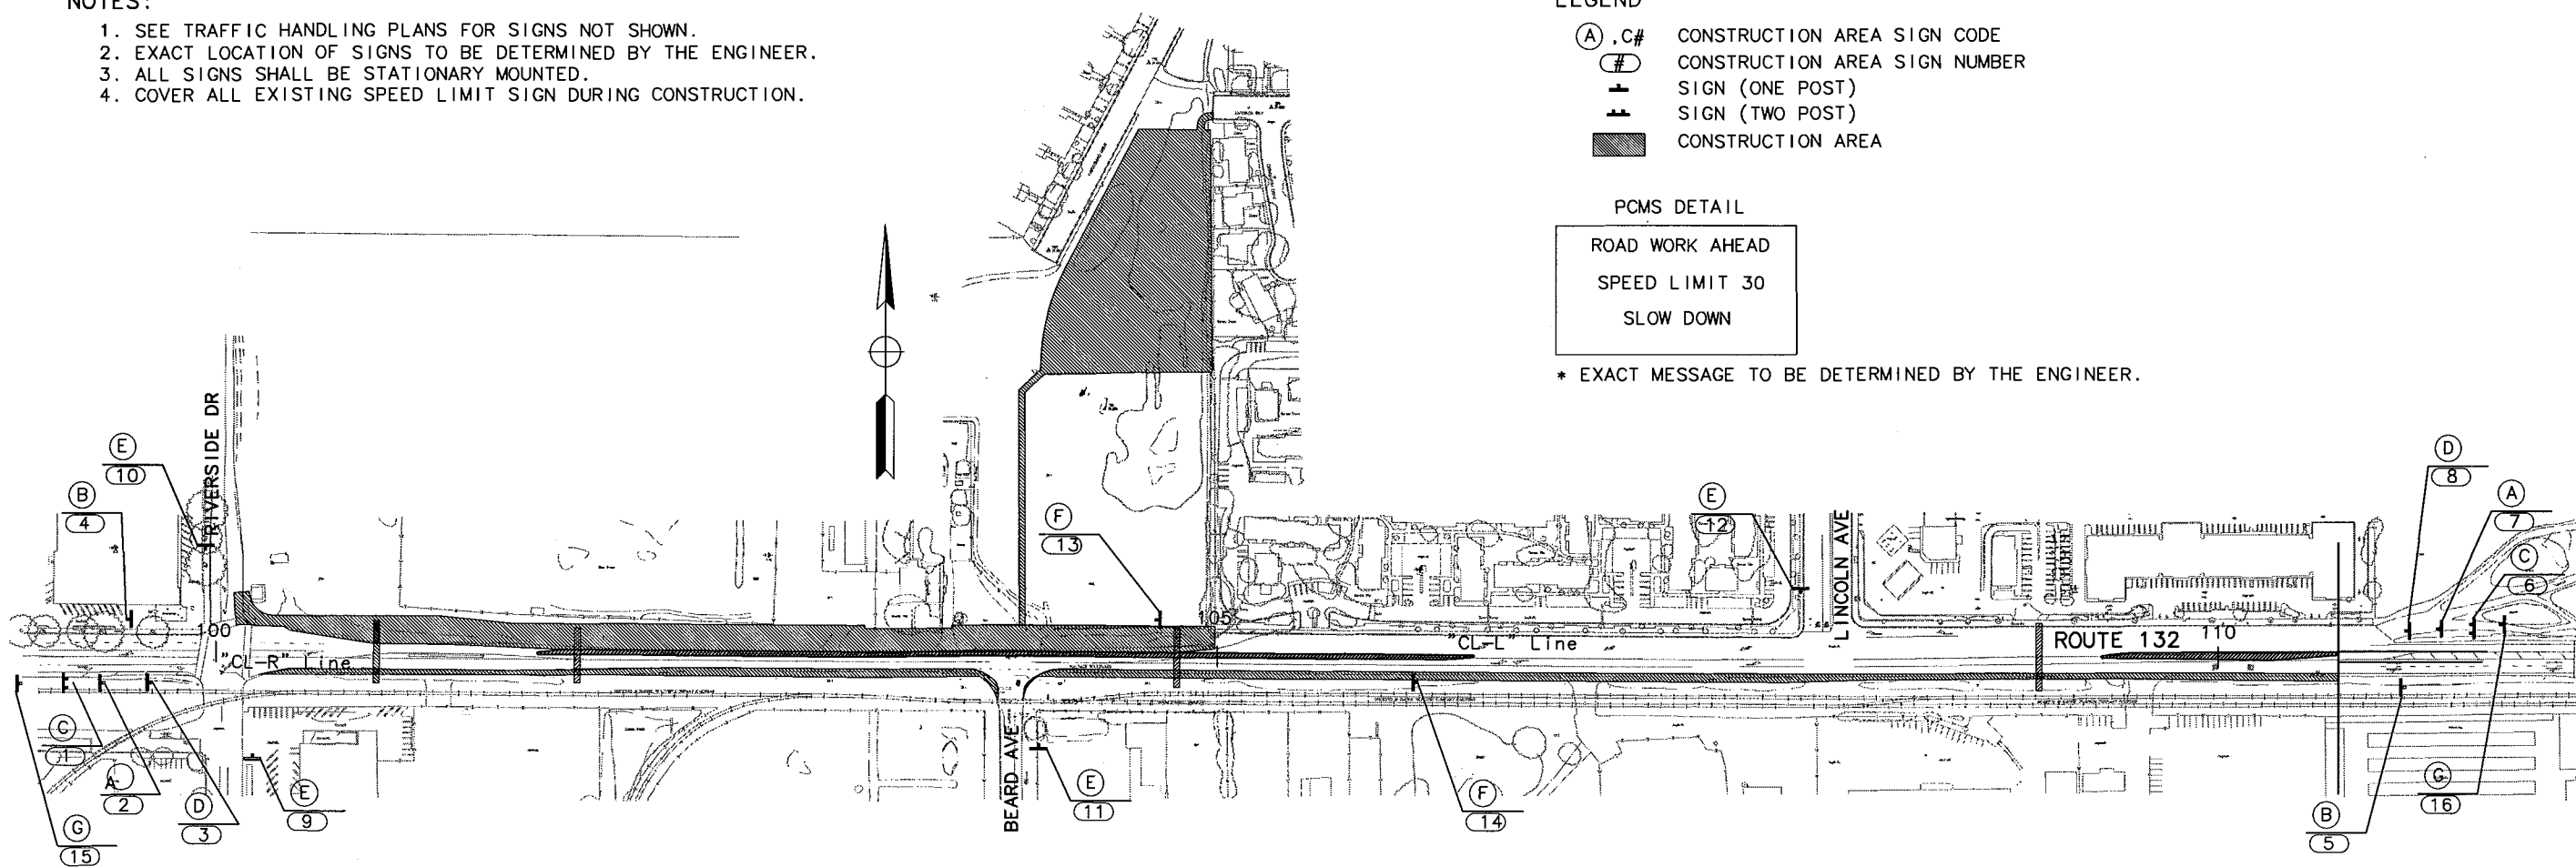 NOTES:
1. SEE TRAFFIC HANDLING PLANS FOR SIGNS NOT SHOWN.
2. EXACT LOCATION OF SIGNS TO BE DETERMINED BY THE ENGINEER.
3. ALL SIGNS SHALL BE STATIONARY MOUNTED.
4. COVER ALL EXISTING SPEED LIMIT SIGN DURING CONSTRUCTION.
LEGEND
A ,C# CONSTRUCTION AREA SIGN CODE
# CONSTRUCTION AREA SIGN NUMBER
SIGN (ONE POST)
SIGN (TWO POST)
CONSTRUCTION AREA
PCMS DETAIL
ROAD WORK AHEAD
SPEED LIMIT 30
SLOW DOWN
* EXACT MESSAGE TO BE DETERMINED BY THE ENGINEER.
RIVERSIDE DR
E
10
B
4
F
13
E
12
LINCOLN AVE
D
8
A
7
C
6
100
105
"CL-R" Line
"CL-L" Line
ROUTE 132
110
C
1
A
2
D
3
G
15
E
9
BEARD AVE
E
11
F
14
B
5
G
16